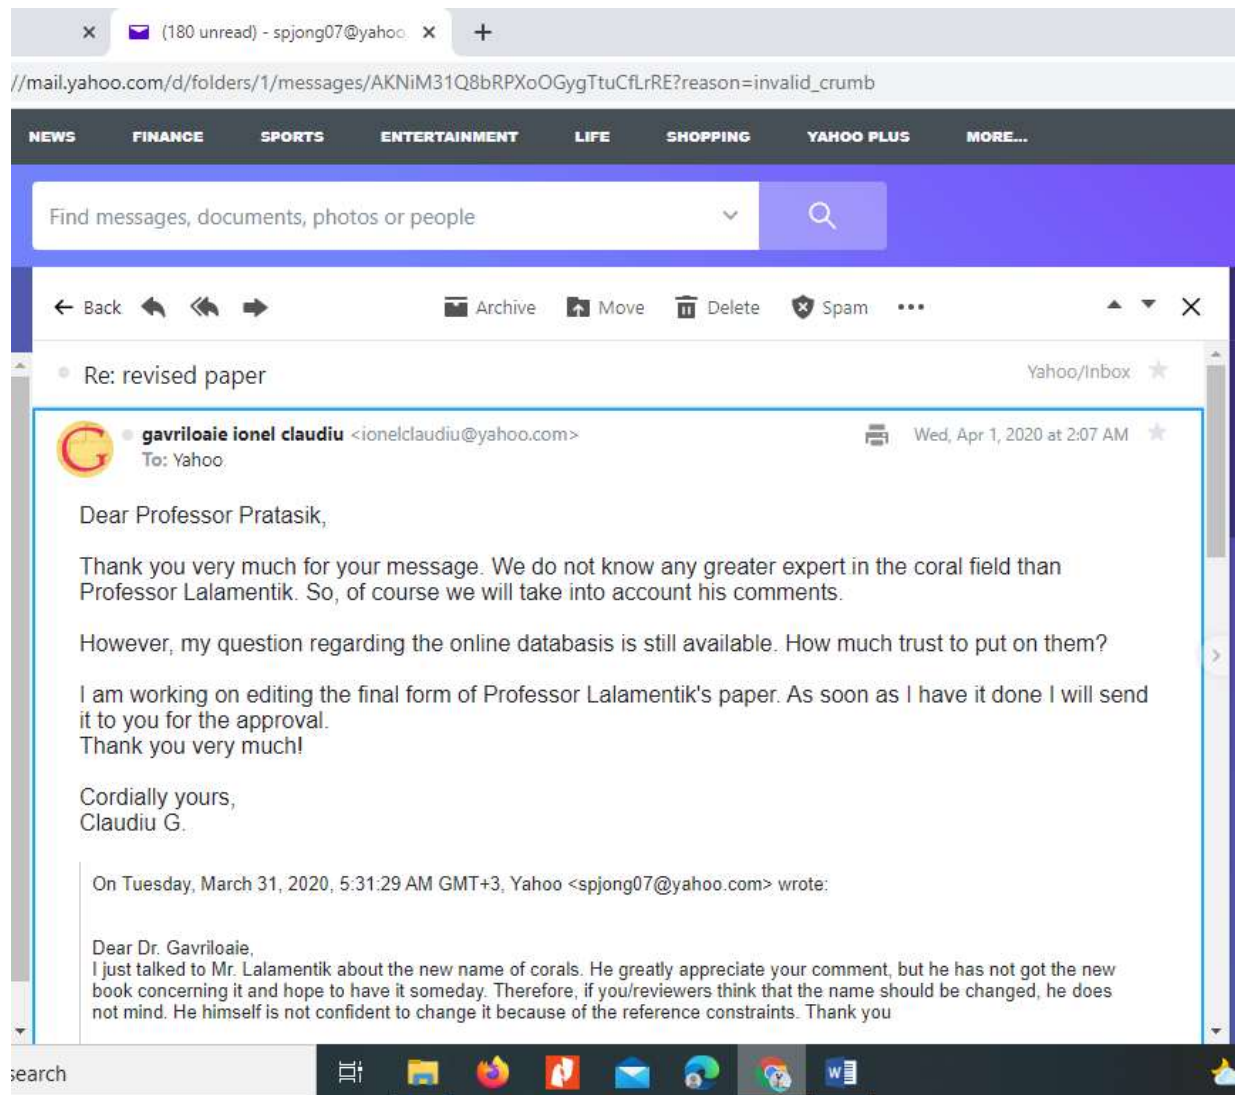 (180 unread) - spjong07@yahoo
//mail.yahoo.com/d/folders/1/messages/AKNiM31Q8bRPXoOGygTtuCfLrRE?reason=invalid_crumb
NEWS FINANCE SPORTS ENTERTAINMENT LIFE SHOPPING YAHOO PLUS MORE...
Find messages, documents, photos or people
Back Archive Move Delete Spam
Re: revised paper Yahoo/Inbox
G gavriloaie ionel claudiu <ionelclaudiu@yahoo.com> Wed, Apr 1, 2020 at 2:07 AM
To: Yahoo
Dear Professor Pratasik,
Thank you very much for your message. We do not know any greater expert in the coral field than
Professor Lalamentik. So, of course we will take into account his comments.
However, my question regarding the online databasis is still available. How much trust to put on them?
I am working on editing the final form of Professor Lalamentik's paper. As soon as I have it done I will send
it to you for the approval.
Thank you very much!
Cordially yours,
Claudiu G.
On Tuesday, March 31, 2020, 5:31:29 AM GMT+3, Yahoo <spjong07@yahoo.com> wrote:
Dear Dr. Gavriloaie,
I just talked to Mr. Lalamentik about the new name of corals. He greatly appreciate your comment, but he has not got the new
book concerning it and hope to have it someday. Therefore, if you/reviewers think that the name should be changed, he does
not mind. He himself is not confident to change it because of the reference constraints. Thank you
search